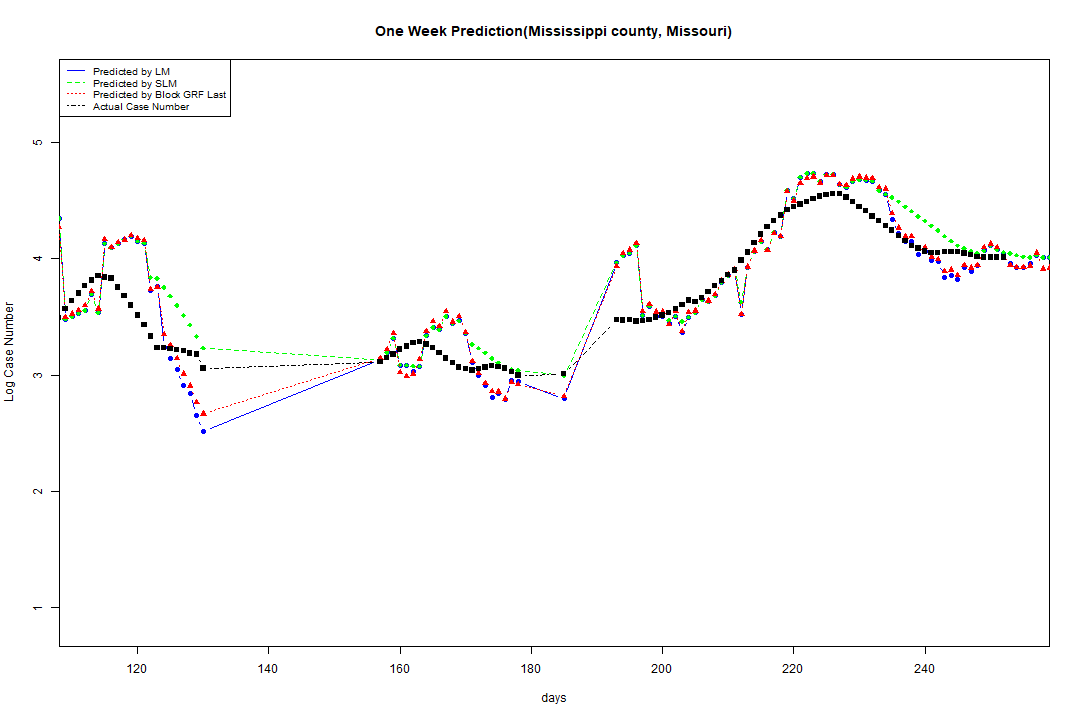 One Week Prediction(Mississippi county, Missouri)
Predicted by LM
Predicted by SLM
Predicted by Block GRF Last
Actual Case Number
5
4
3
2
1
Log Case Number
120 140 160 180 200 220 240
days